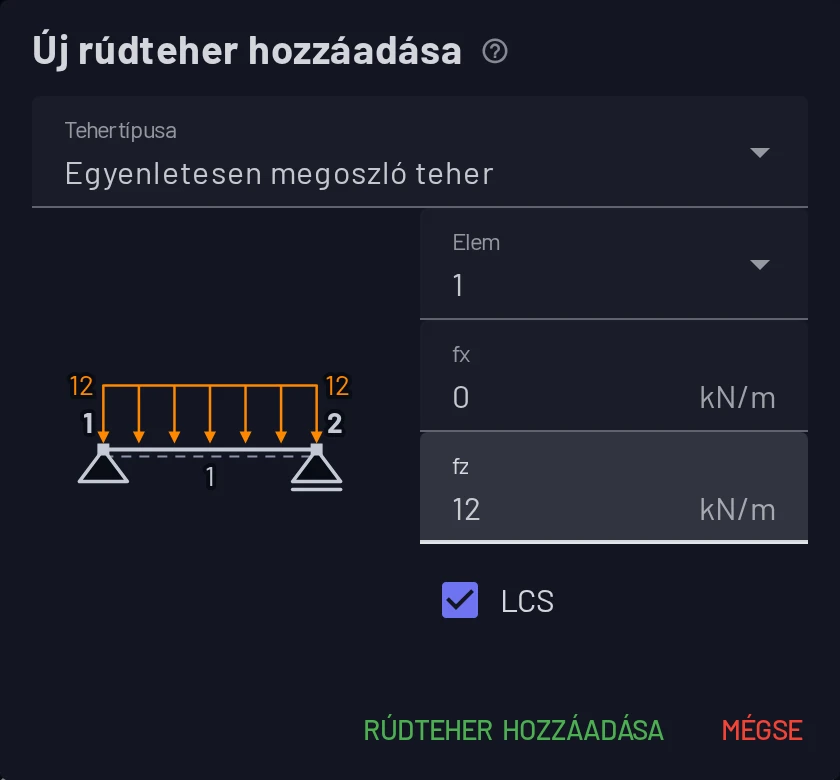 Új rúdteher hozzáadása
Tehertípusa
Egyenletesen megoszló teher
Elem
1
fx
0 kN/m
fz
12 kN/m
12 12
1 2
1
LCS
RÚDTEHER HOZZÁADÁSA MÉGSE